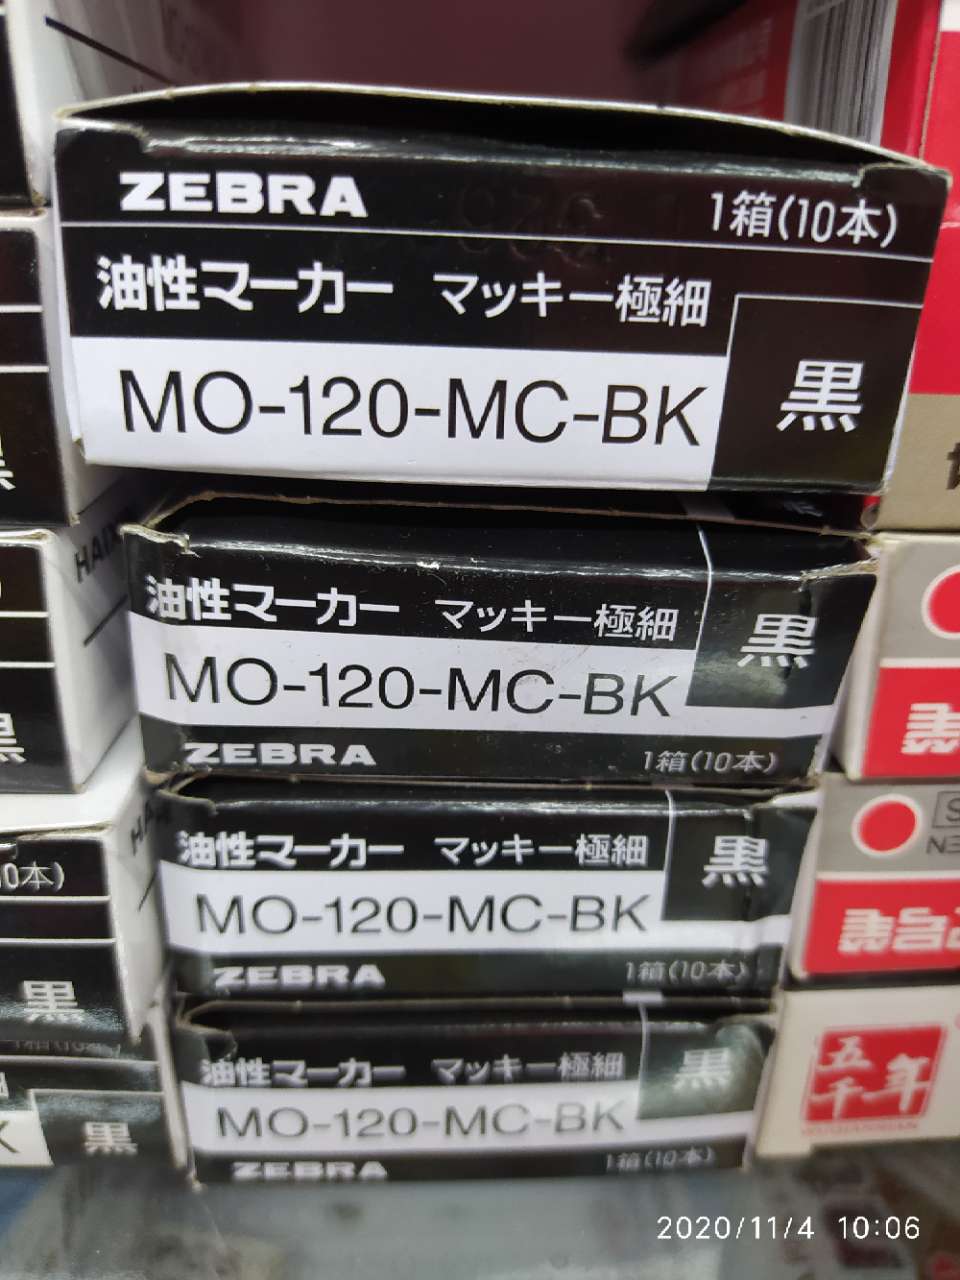 ZEBRA
1箱(10本)
油性マーカー マッキー極細
MO-120-MC-BK
黒
油性マーカー マッキー極細
黒
MO-120-MC-BK
ZEBRA
1箱(10本)
油性マーカー マッキー極細
黒
MO-120-MC-BK
ZEBRA
1箱(10本)
油性マーカー マッキー極細
黒
MO-120-MC-BK
ZEBRA
1箱(10本)
黒
黒
五
千年
2020/11/4 10:06